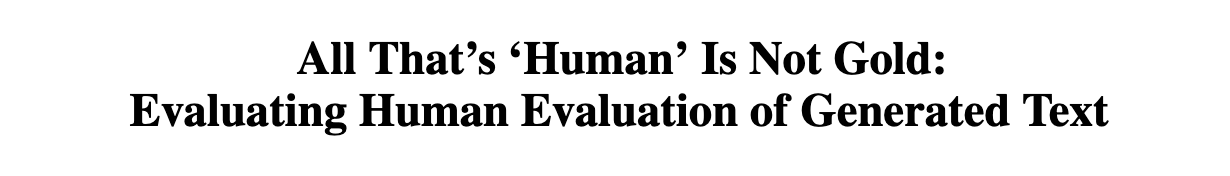 All That’s ‘Human’ Is Not Gold:
Evaluating Human Evaluation of Generated Text